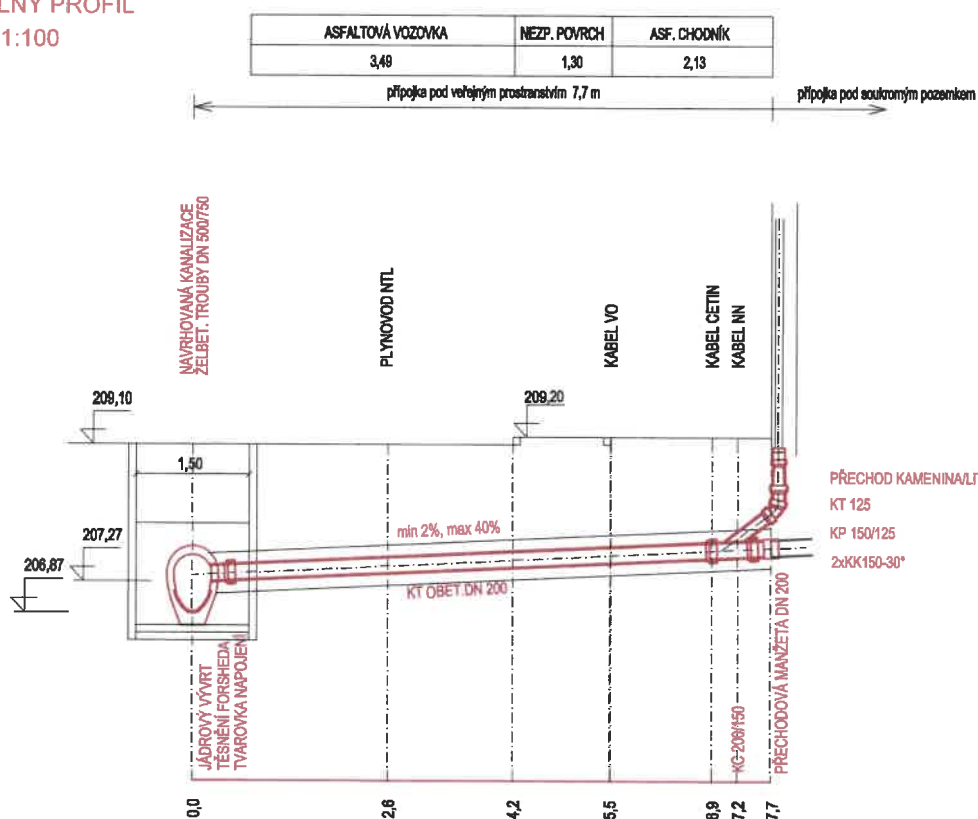 LNÝ PROFIL
1:100
ASFALTOVÁ VOZOVKA
NEZP. POVRCH
ASF. CHODNÍK
3,49
1,30
2,13
přípojka pod veřejným prostranstvím 7,7 m
přípojka pod soukromým pozemkem
NAVRHOVANÁ KANALIZACE
ŽELBET. TROUBY DN 500/750
PLYNOVOD NTL
KABEL VO
KABEL CETIN
KABEL NN
209,10
209,20
1,50
207,27
206,87
min 2%, max 40%
KT OBET. DN 200
PŘECHOD KAMENINA/LI
KT 125
KP 150/125
2xKK150-30°
JÁDROVÝ VÝVRT
TĚSNĚNÍ FORSHEDA
TVAROVKA NAPOJENÍ
KO 200/150
PŘECHODOVÁ MANŽETA DN 200
0,0
2,6
4,2
5,5
6,9
7,2
7,7